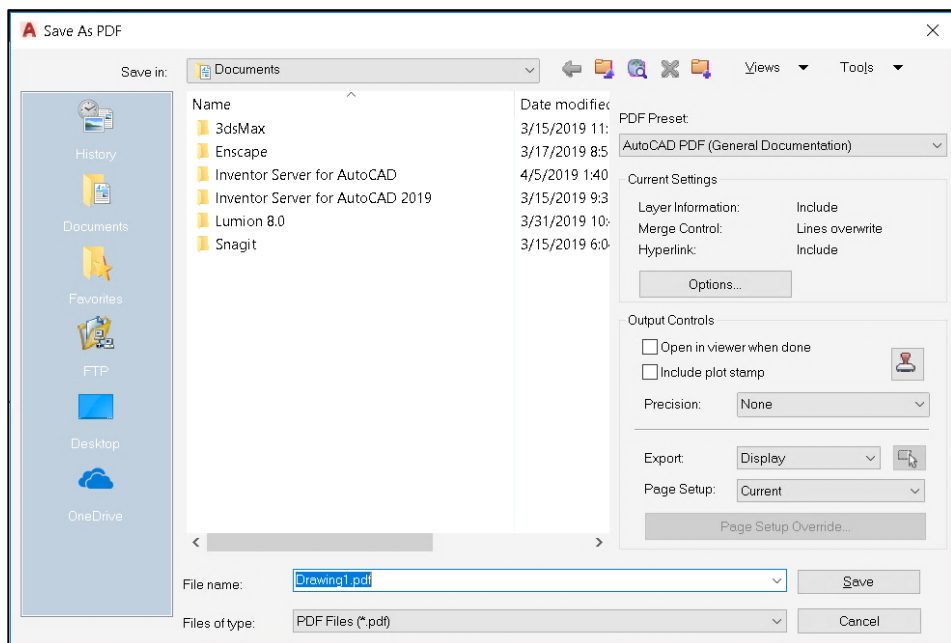 Save As PDF
Save in:
Documents
Views
Tools
History
Documents
Favorites
FTP
Desktop
OneDrive
Name
Date modified
3dsMax
3/15/2019 11:
Enscape
3/17/2019 8:5
Inventor Server for AutoCAD
4/5/2019 1:40
Inventor Server for AutoCAD 2019
3/15/2019 9:3
Lumion 8.0
3/31/2019 10:
Snagit
3/15/2019 6:0
PDF Preset:
AutoCAD PDF (General Documentation)
Current Settings
Layer Information: Include
Merge Control: Lines overwrite
Hyperlink: Include
Options...
Output Controls
Open in viewer when done
Include plot stamp
Precision: None
Export: Display
Page Setup: Current
Page Setup Override...
File name: Drawing1.pdf
Save
Files of type: PDF Files (*.pdf)
Cancel